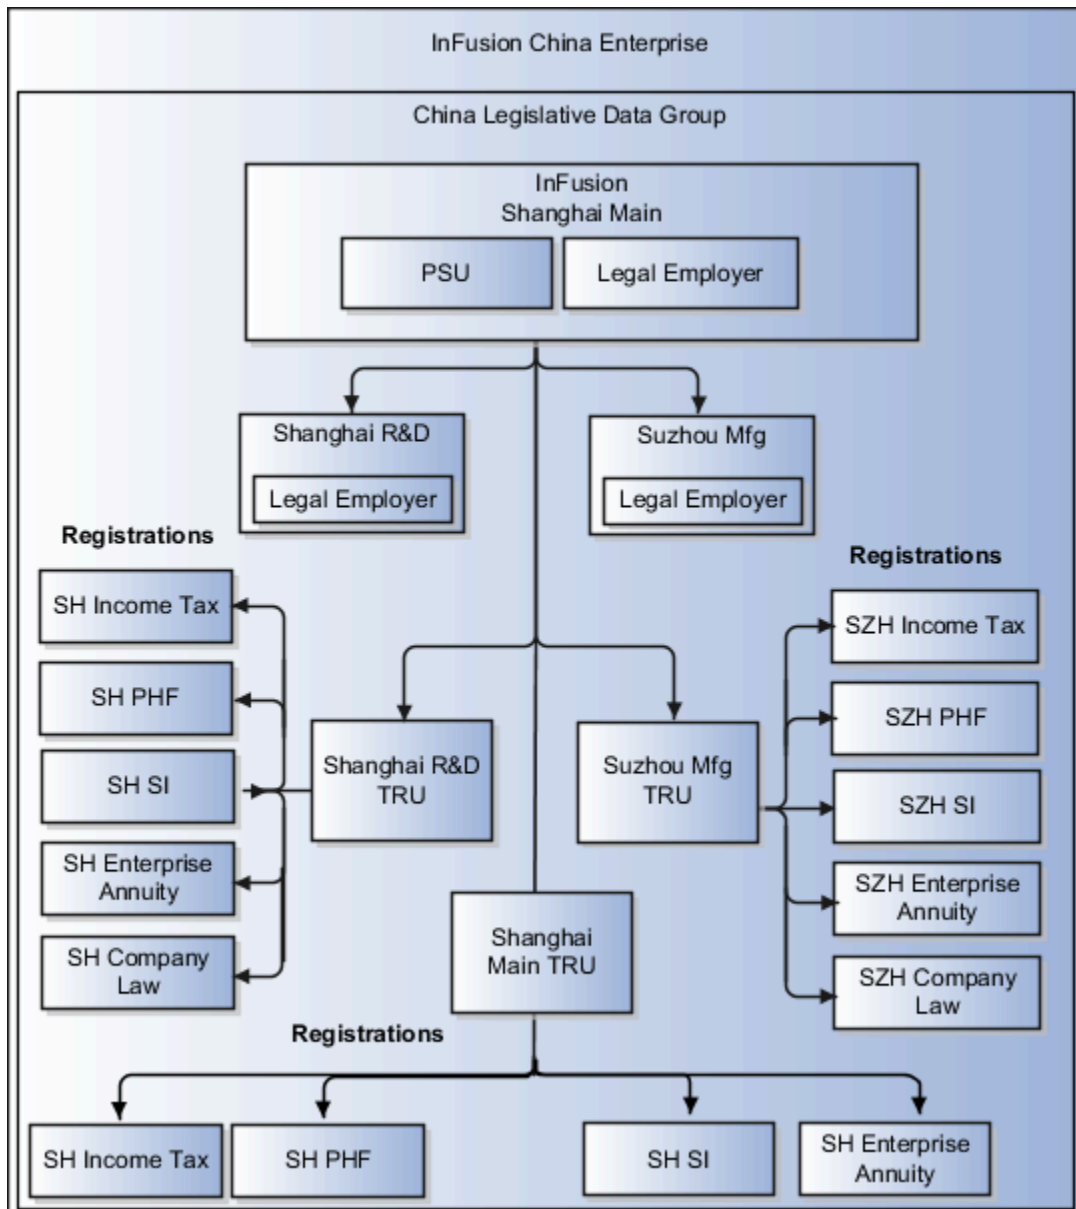 InFusion China Enterprise
China Legislative Data Group
InFusion
Shanghai Main
PSU
Legal Employer
Shanghai R&D
Legal Employer
Suzhou Mfg
Legal Employer
Registrations
SH Income Tax
SH PHF
SH SI
SH Enterprise
Annuity
SH Company
Law
Shanghai R&D
TRU
Suzhou Mfg
TRU
Registrations
SZH Income Tax
SZH PHF
SZH SI
SZH Enterprise
Annuity
SZH Company
Law
Shanghai
Main TRU
Registrations
SH Income Tax
SH PHF
SH SI
SH Enterprise
Annuity